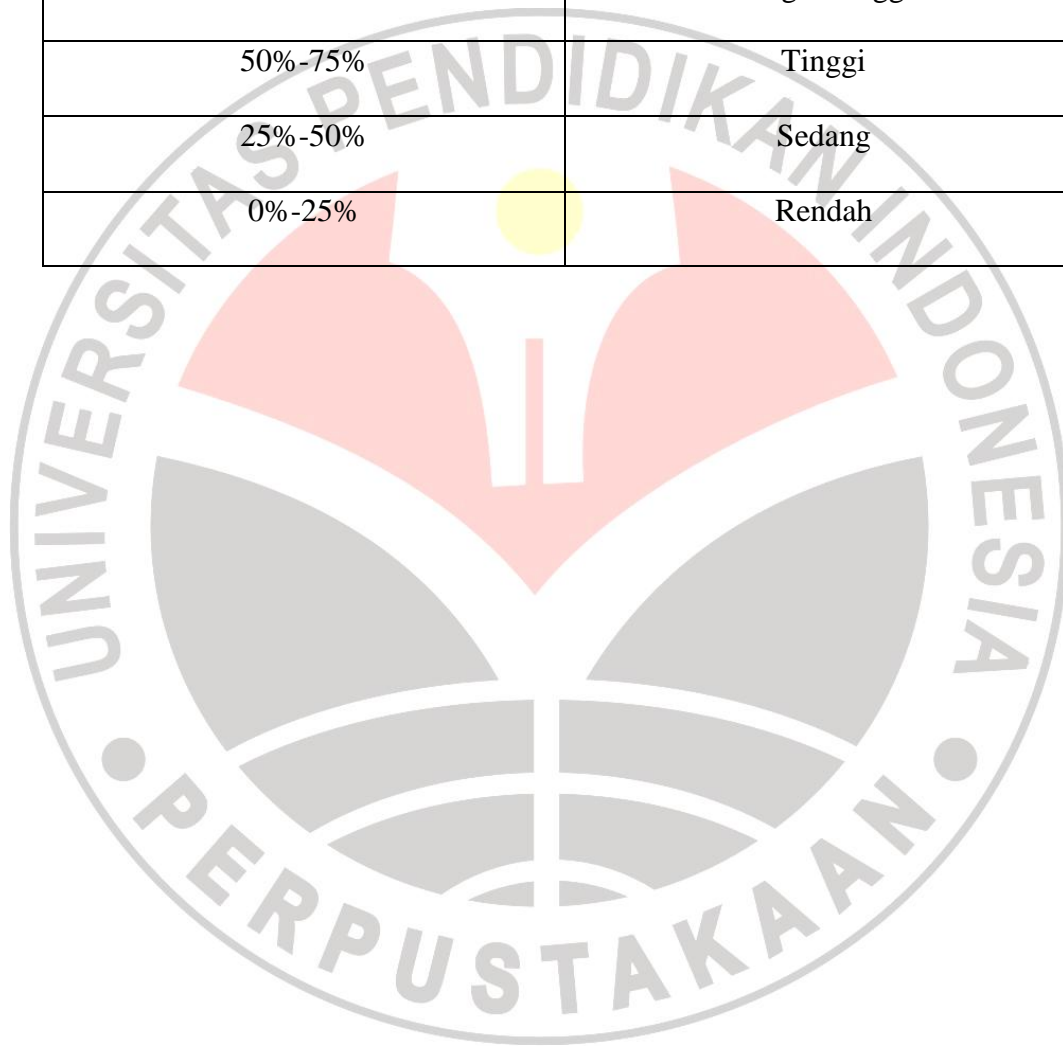 50%-75% Tinggi
25%-50% Sedang
0%-25% Rendah
UNIVERSITAS PENDIDIKAN INDONESIA
PERPUSTAKAAN